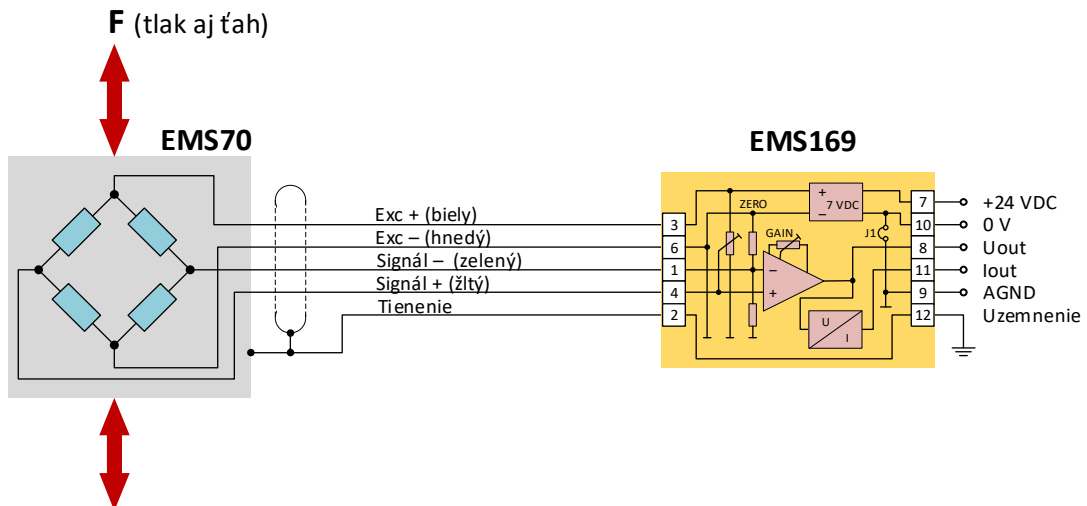 F (tlak aj ťah)
EMS70
EMS169
Exc + (biely)
Exc – (hnedý)
Signál – (zelený)
Signál + (žltý)
Tienenie
3
6
1
4
2
ZERO
GAIN
+
–
7 VDC
J1
–
+
U
I
7
10
8
11
9
12
+24 VDC
0 V
Uout
Iout
AGND
Uzemnenie